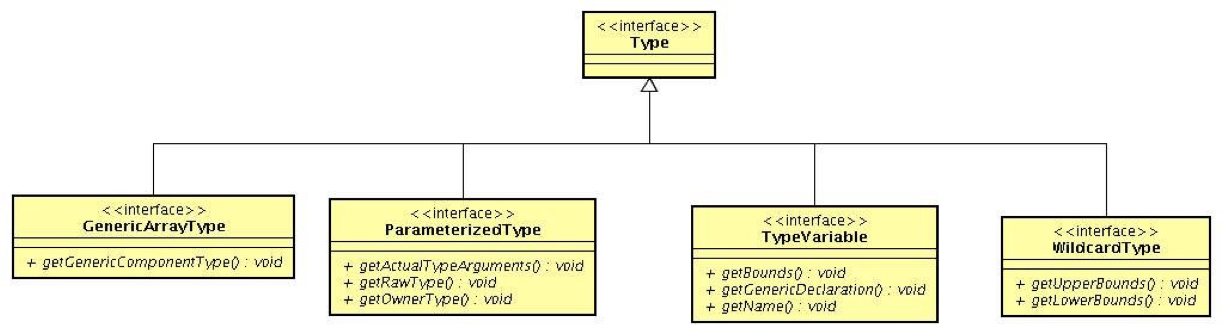 <<interface>>
Type
<<interface>>
GenericArrayType
+ getGenericComponentType() : void
<<interface>>
ParameterizedType
+ getActualTypeArguments() : void
+ getRawType() : void
+ getOwnerType() : void
<<interface>>
TypeVariable
+ getBounds() : void
+ getGenericDeclaration() : void
+ getName() : void
<<interface>>
WildcardType
+ getUpperBounds() : void
+ getLowerBounds() : void